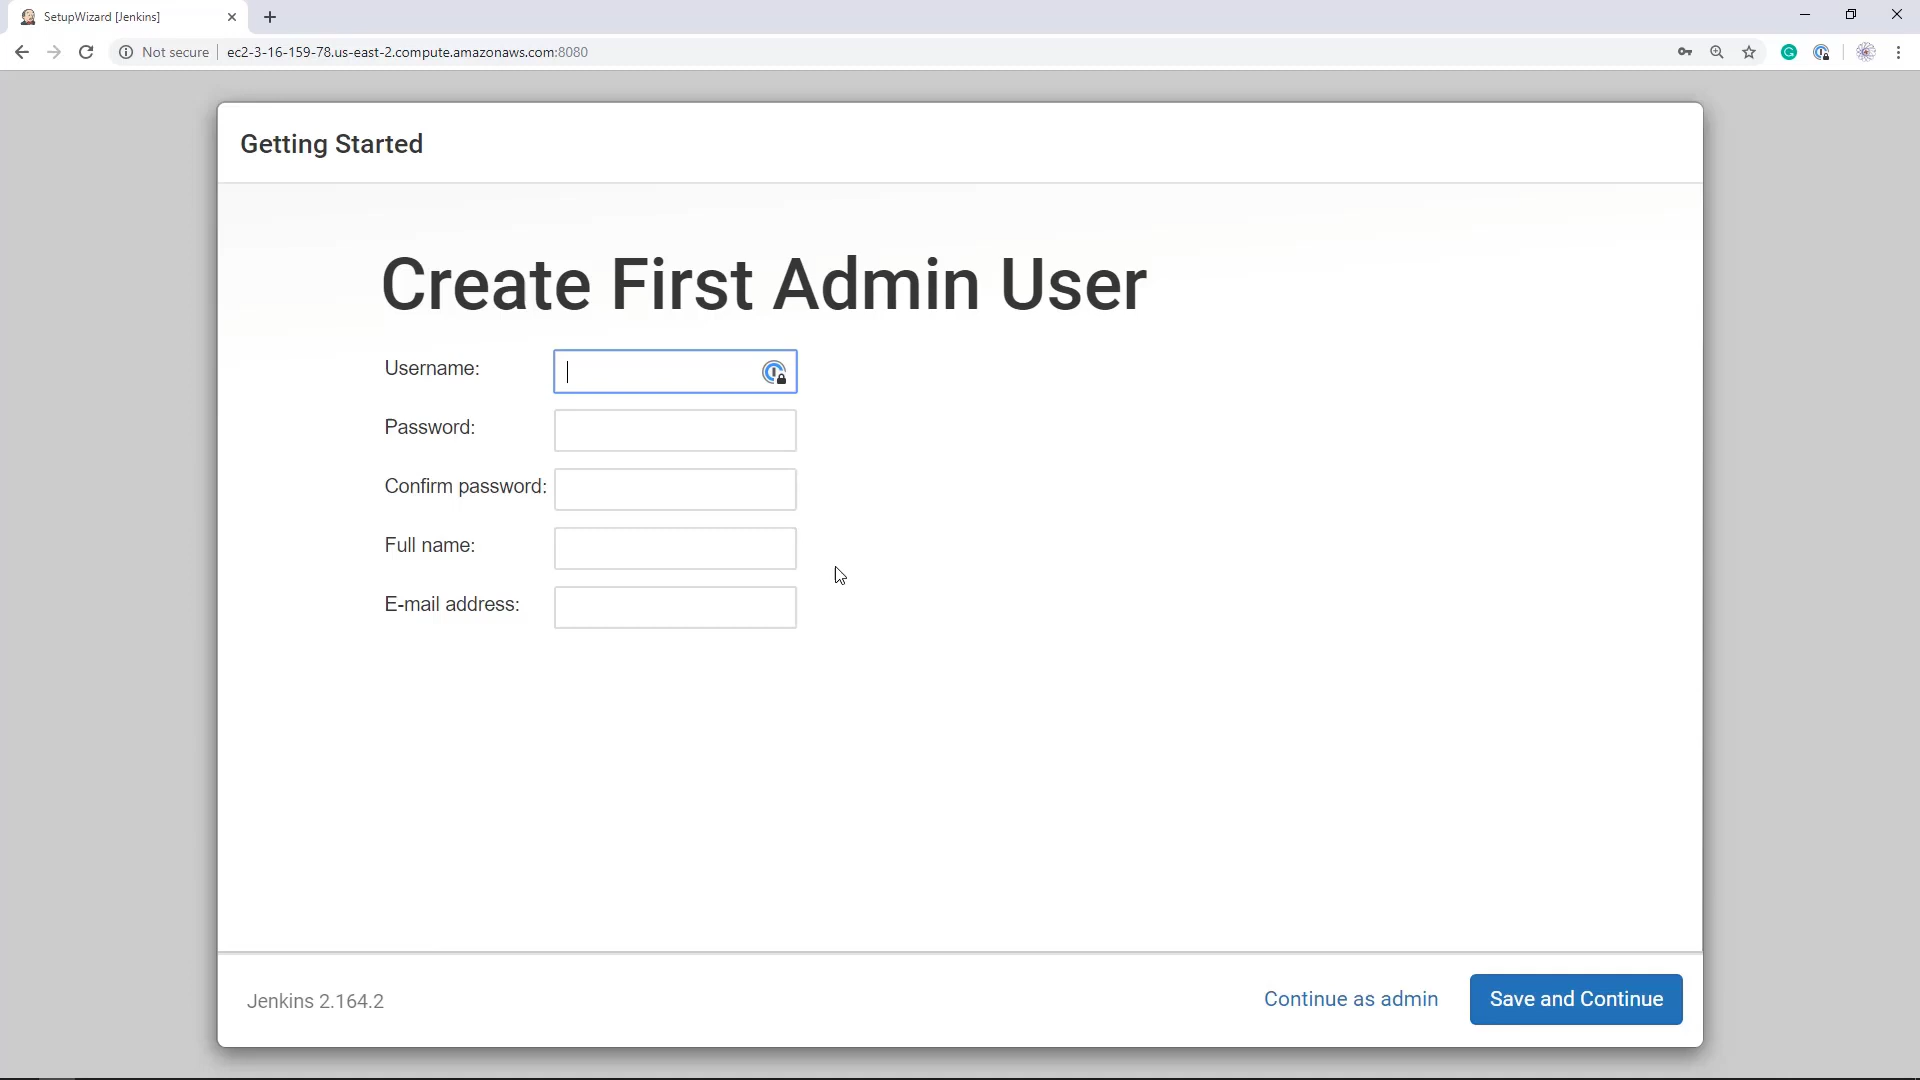 SetupWizard [Jenkins]
Not secure
ec2-3-16-159-78.us-east-2.compute.amazonaws.com:8080
Getting Started
Create First Admin User
Username:
Password:
Confirm password:
Full name:
E-mail address:
Jenkins 2.164.2
Continue as admin
Save and Continue